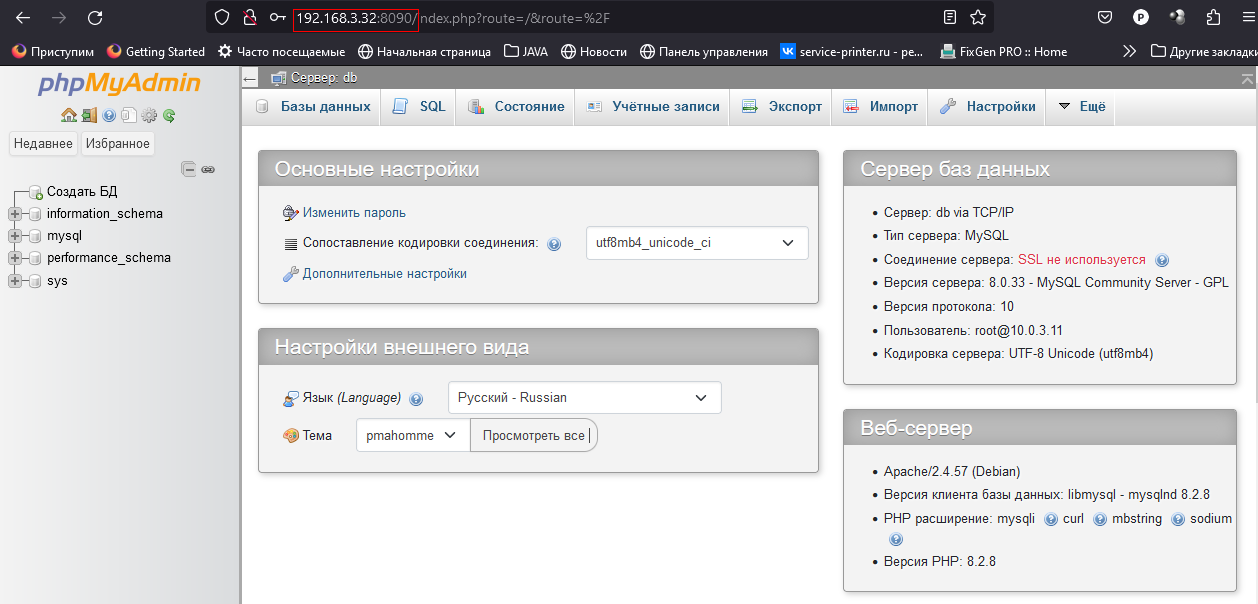 192.168.3.32:8090/index.php?route=/&route=%2F
Приступим
Getting Started
Часто посещаемые
Начальная страница
JAVA
Новости
Панель управления
service-printer.ru - ре...
FixGen PRO :: Home
Другие закладки
phpMyAdmin
Недавнее
Избранное
Создать БД
information_schema
mysql
performance_schema
sys
Сервер: db
Базы данных
SQL
Состояние
Учётные записи
Экспорт
Импорт
Настройки
Ещё
Основные настройки
Изменить пароль
Сопоставление кодировки соединения:
utf8mb4_unicode_ci
Дополнительные настройки
Настройки внешнего вида
Язык (Language)
Русский - Russian
Тема
pmahomme
Просмотреть все
Сервер баз данных
Сервер: db via TCP/IP
Тип сервера: MySQL
Соединение сервера: SSL не используется
Версия сервера: 8.0.33 - MySQL Community Server - GPL
Версия протокола: 10
Пользователь: root@10.0.3.11
Кодировка сервера: UTF-8 Unicode (utf8mb4)
Веб-сервер
Apache/2.4.57 (Debian)
Версия клиента базы данных: libmysql - mysqlnd 8.2.8
PHP расширение: mysqli curl mbstring sodium
Версия PHP: 8.2.8